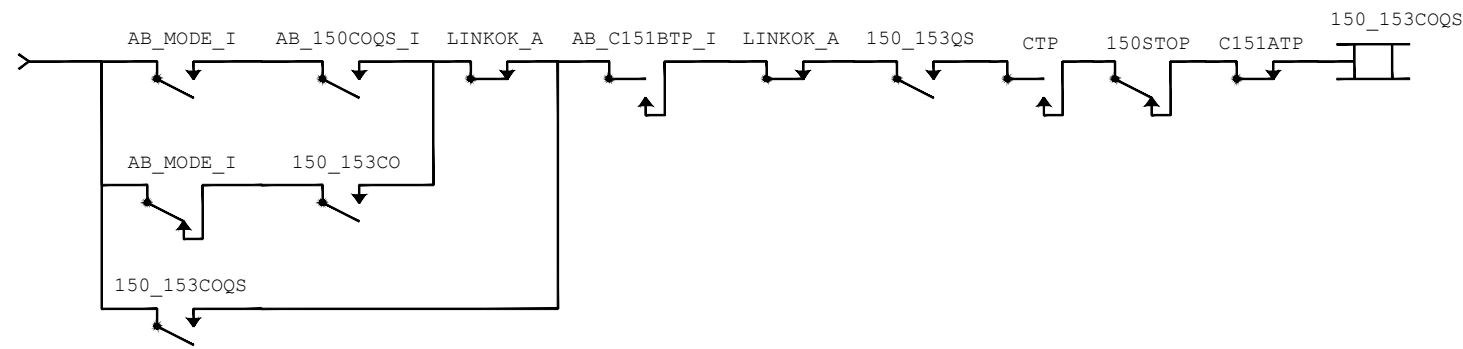 150_153COQS
AB_MODE_I AB_150COQS_I LINKOK_A AB_C151BTP_I LINKOK_A 150_153QS CTP 150STOP C151ATP
AB_MODE_I 150_153CO
150_153COQS